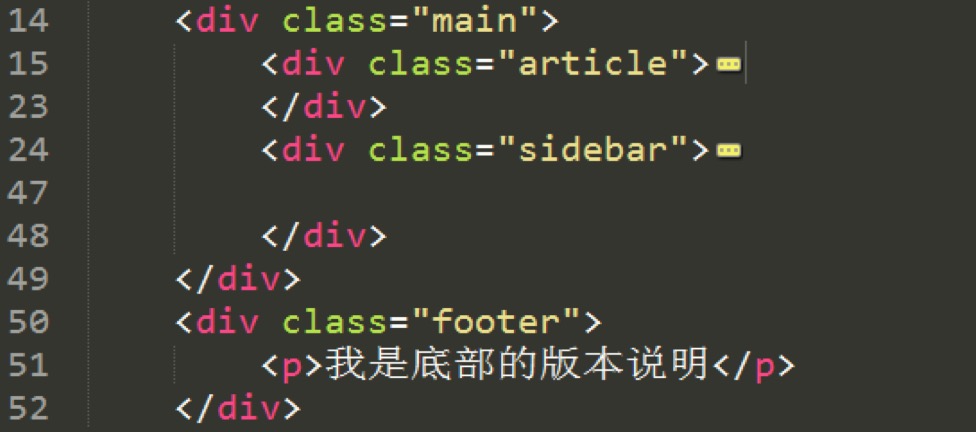 14 <div class="main">
15 <div class="article">
23 </div>
24 <div class="sidebar">
47
48 </div>
49 </div>
50 <div class="footer">
51 <p>我是底部的版本说明</p>
52 </div>